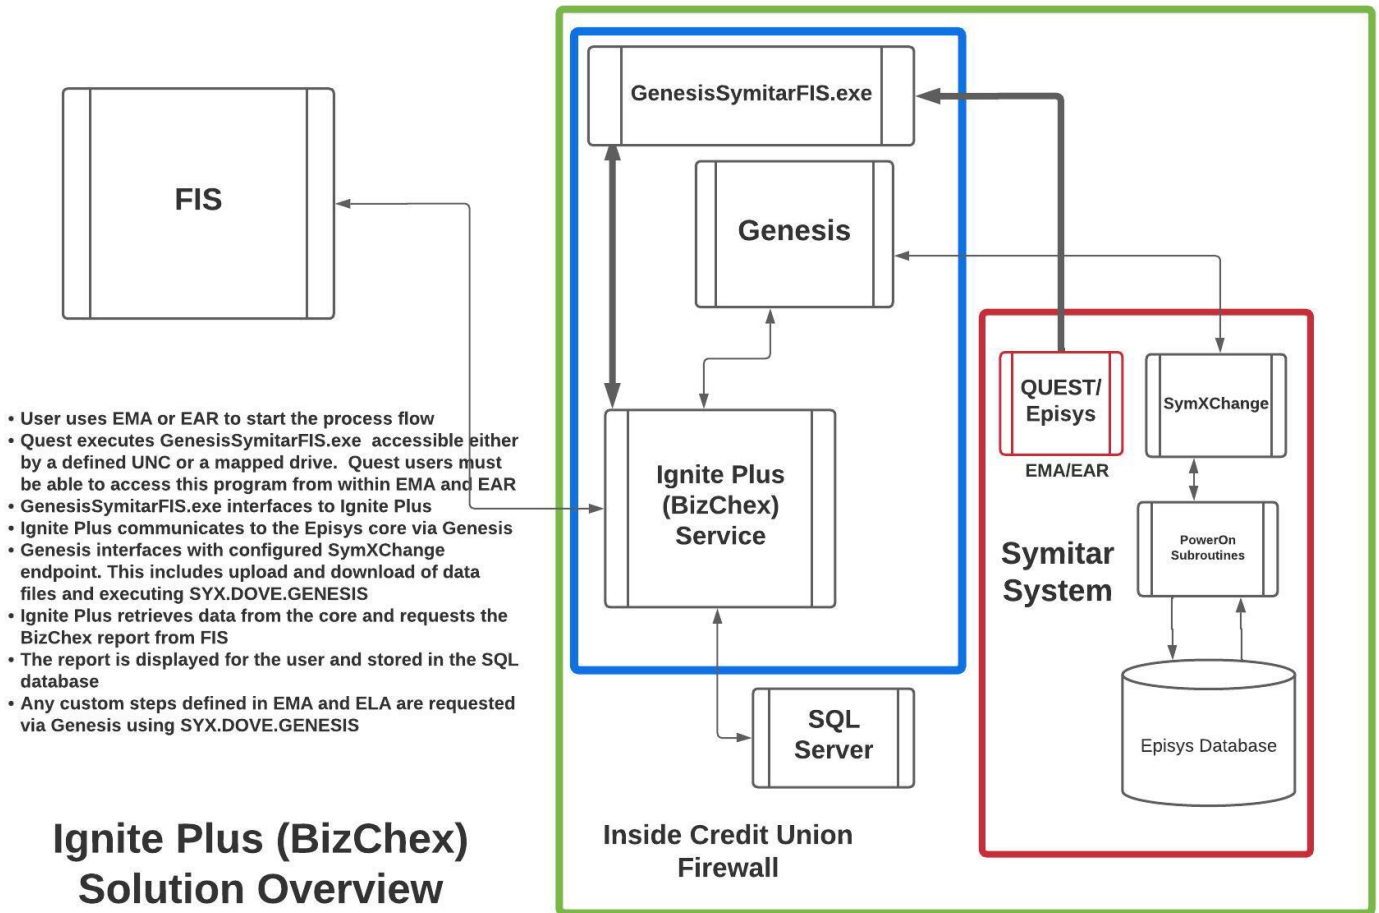 GenesisSymitarFIS.exe
FIS
Genesis
QUEST/
Episys
SymXChange
EMA/EAR
• User uses EMA or EAR to start the process flow
• Quest executes GenesisSymitarFIS.exe  accessible either
by a defined UNC or a mapped drive.  Quest users must
be able to access this program from within EMA and EAR
• GenesisSymitarFIS.exe interfaces to Ignite Plus
• Ignite Plus communicates to the Episys core via Genesis
• Genesis interfaces with configured SymXChange
endpoint. This includes upload and download of data
files and executing SYX.DOVE.GENESIS
• Ignite Plus retrieves data from the core and requests the
BizChex report from FIS
• The report is displayed for the user and stored in the SQL
database
• Any custom steps defined in EMA and ELA are requested
via Genesis using SYX.DOVE.GENESIS
Ignite Plus
(BizChex)
Service
Symitar
System
PowerOn
Subroutines
SQL
Server
Episys Database
Inside Credit Union
Firewall
Ignite Plus (BizChex)
Solution Overview